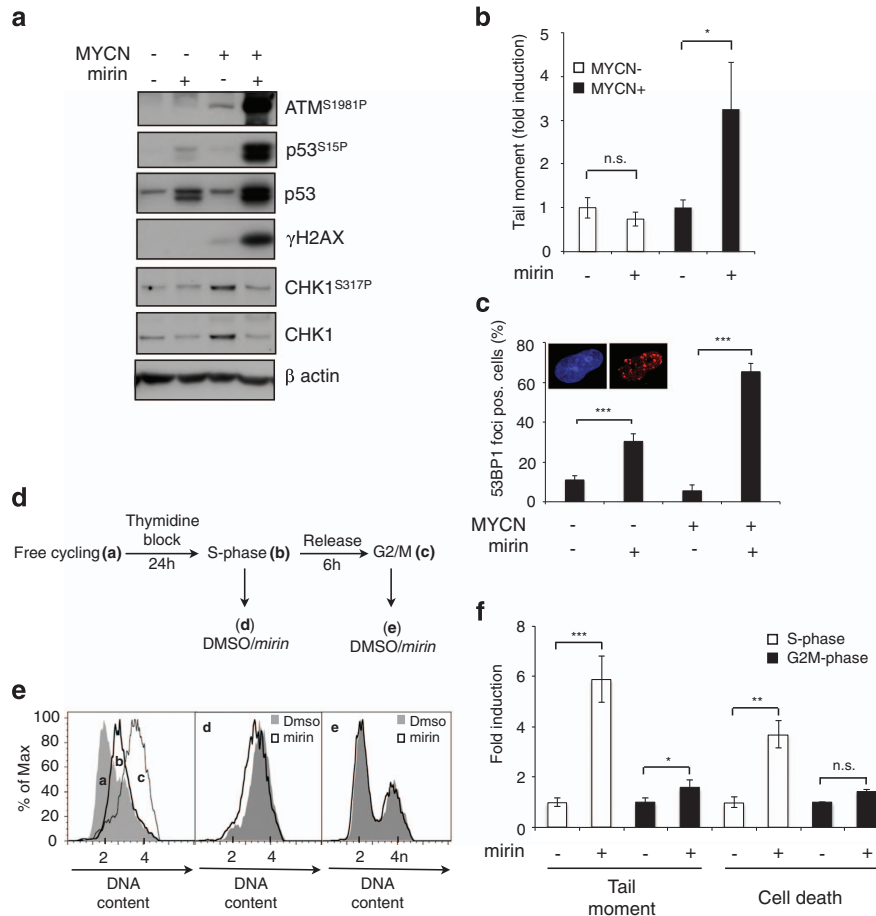 a
MYCN - - + +
mirin - + - +
ATM^S1981P
p53^S15P
p53
γH2AX
CHK1^S317P
CHK1
β actin
b
Tail moment (fold induction)
5
4
3
2
1
0
MYCN-
MYCN+
n.s.
*
mirin - + - +
c
53BP1 foci pos. cells (%)
80
60
40
20
0
***
***
MYCN - - + +
mirin - + - +
d
Free cycling (a)
Thymidine
block
24h
S-phase (b)
Release
6h
G2/M (c)
(d)
DMSO/mirin
(e)
DMSO/mirin
e
% of Max
100
80
60
40
20
0
a
b
c
2 4
DNA
content
d
Dmso
mirin
2 4
DNA
content
e
Dmso
mirin
2 4n
DNA
content
f
Fold induction
8
6
4
2
0
S-phase
G2M-phase
***
*
**
n.s.
mirin - + - + - + - +
Tail
moment
Cell death